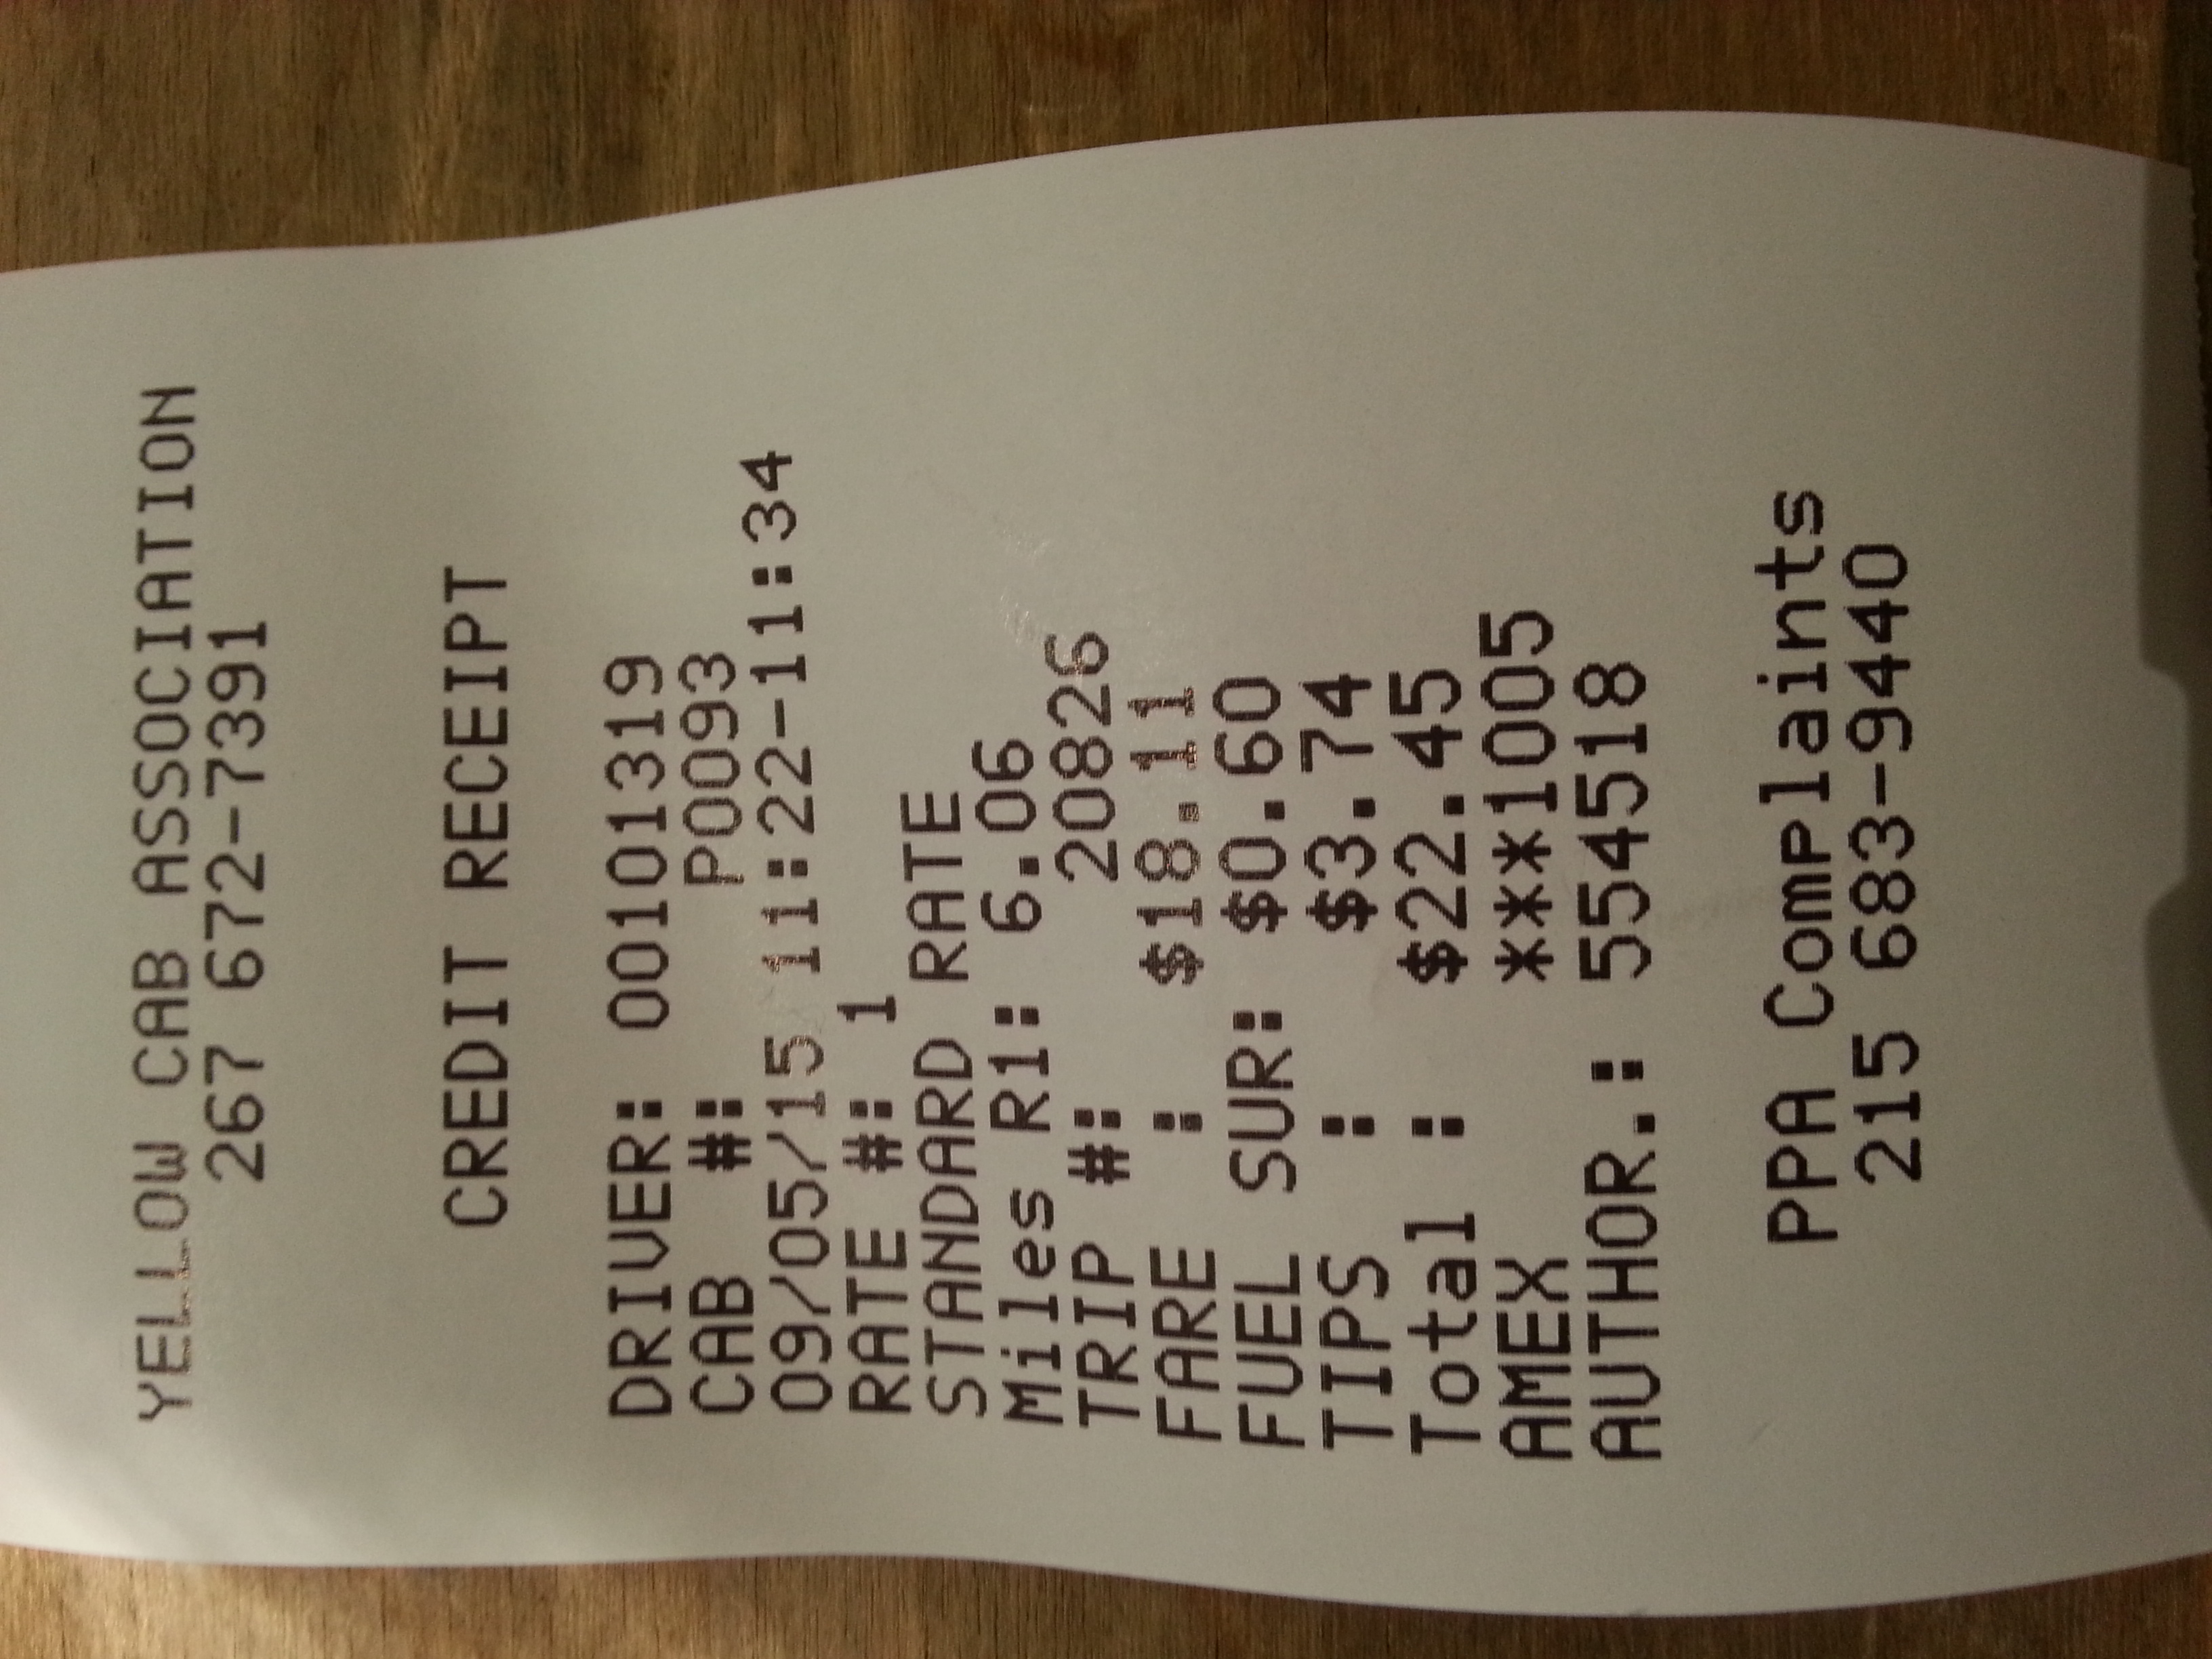 YELLOW CAB ASSOCIATION
267 672-7391
CREDIT RECEIPT
DRIVER: 00101319
CAB #: P0093
09/05/15 11:22-11:34
RATE #: 1
STANDARD RATE
Miles R1: 6.06
TRIP #: 20826
FARE : $18.11
FUEL SUR: $0.60
TIPS : $3.74
Total : $22.45
AMEX ***1005
AUTHOR.: 554518
PPA Complaints
215 683-9440